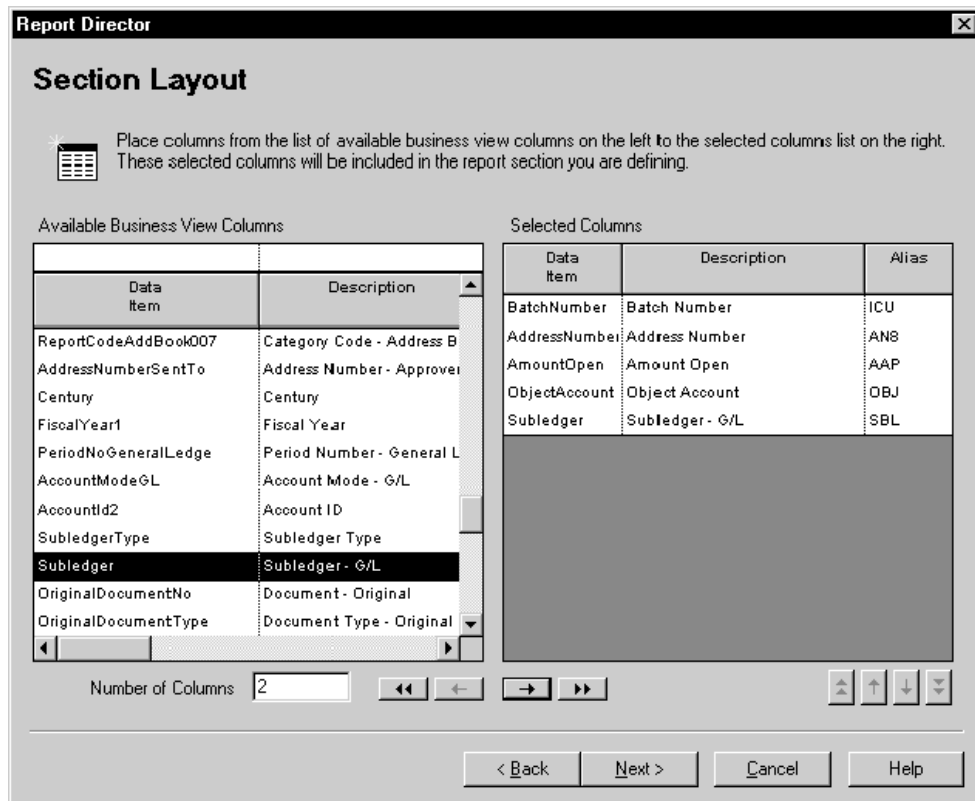 Report Director
Section Layout
Place columns from the list of available business view columns on the left to the selected columns list on the right.
These selected columns will be included in the report section you are defining.
Available Business View Columns
Data Item Description
ReportCodeAddBook007 Category Code - Address B
AddressNumberSentTo Address Number - Approver
Century Century
FiscalYear1 Fiscal Year
PeriodNoGeneralLedge Period Number - General L
AccountModeGL Account Mode - G/L
AccountId2 Account ID
SubledgerType Subledger Type
Subledger Subledger - G/L
OriginalDocumentNo Document - Original
OriginalDocumentType Document Type - Original
Selected Columns
Data Item Description Alias
BatchNumber Batch Number ICU
AddressNumber Address Number AN8
AmountOpen Amount Open AAP
ObjectAccount Object Account OBJ
Subledger Subledger - G/L SBL
Number of Columns 2
< Back Next > Cancel Help